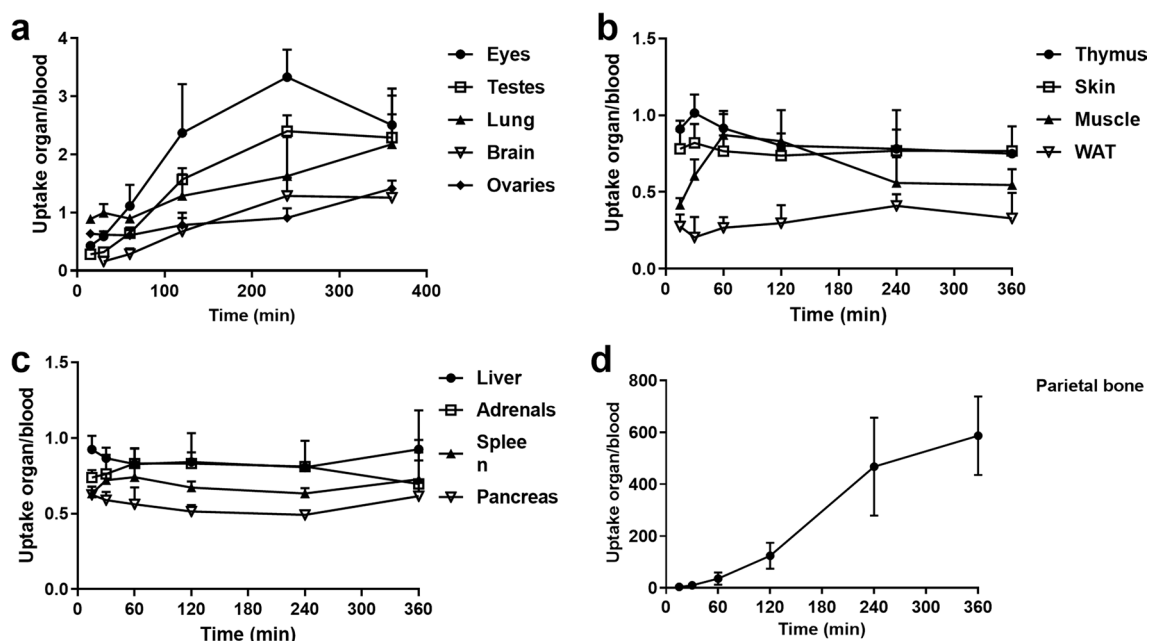 a
Uptake organ/blood
4
3
2
1
0
0 100 200 300 400
Time (min)
Eyes
Testes
Lung
Brain
Ovaries
b
Uptake organ/blood
1.5
1.0
0.5
0.0
0 60 120 180 240 300 360
Time (min)
Thymus
Skin
Muscle
WAT
c
Uptake organ/blood
1.5
1.0
0.5
0.0
0 60 120 180 240 300 360
Time (min)
Liver
Adrenals
Splee
n
Pancreas
d
Uptake organ/blood
800
600
400
200
0
0 60 120 180 240 300 360
Time (min)
Parietal bone